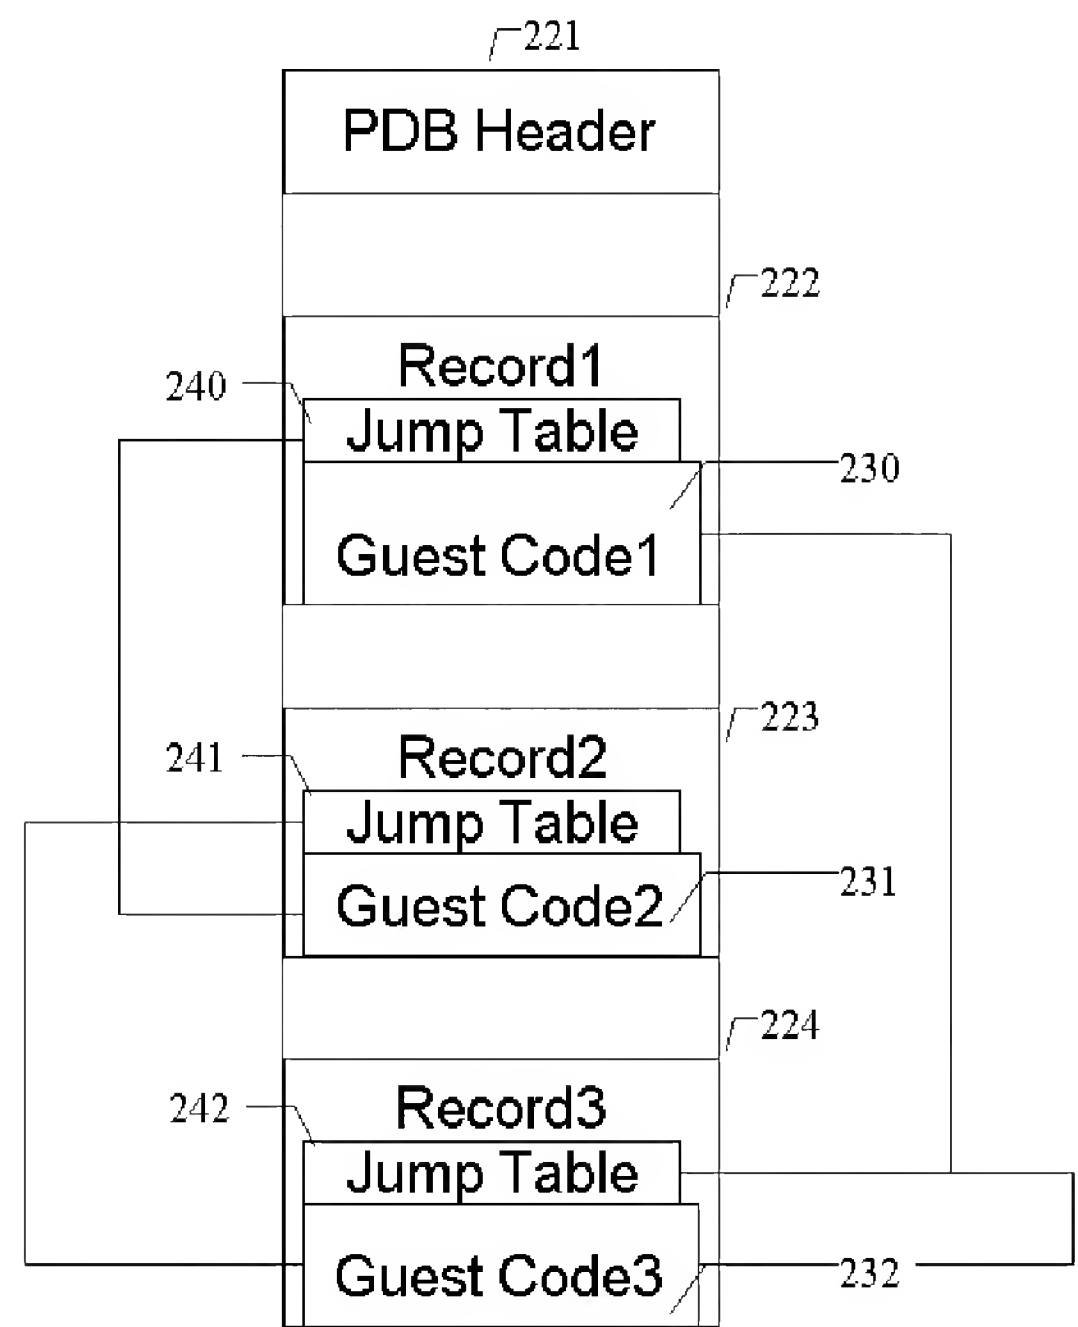 221
PDB Header
222
Record1
240
Jump Table
230
Guest Code1
223
Record2
241
Jump Table
231
Guest Code2
224
Record3
242
Jump Table
Guest Code3
232